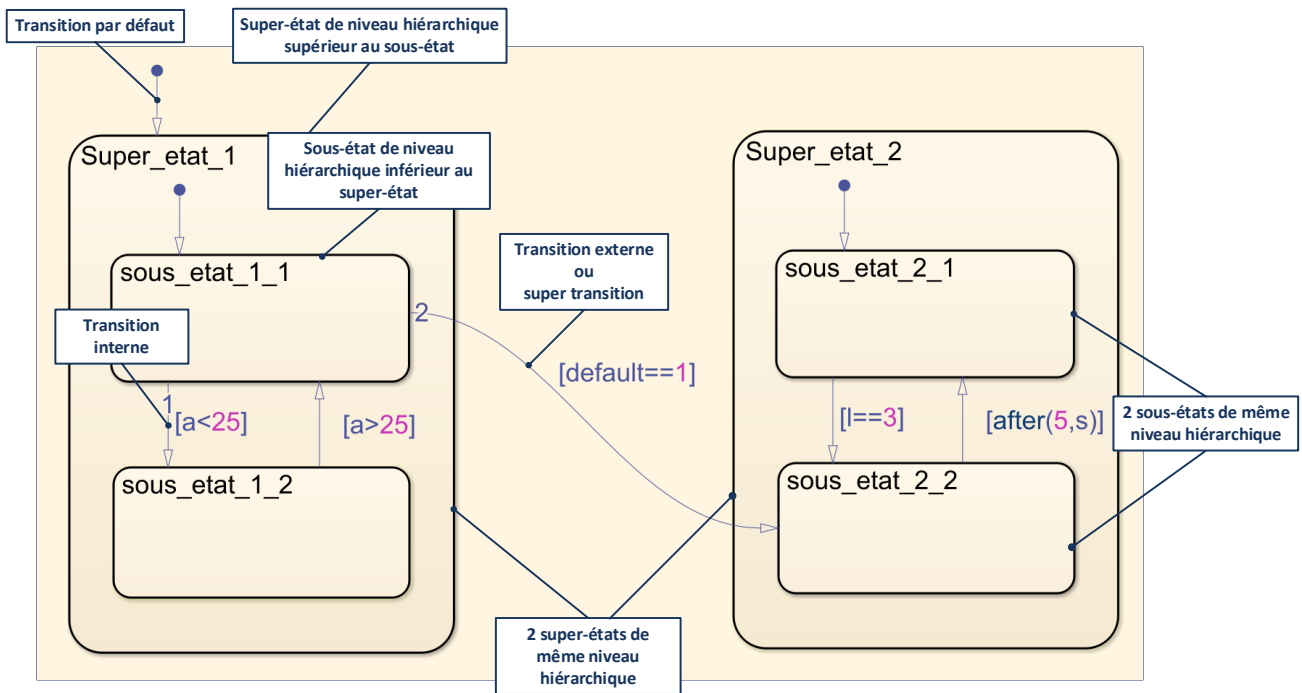 Transition par défaut
Super-état de niveau hiérarchique
supérieur au sous-état
Super_etat_1
Sous-état de niveau
hiérarchique inférieur au
super-état
Super_etat_2
sous_etat_1_1
Transition externe
ou
super transition
sous_etat_2_1
Transition
interne
2
[default==1]
1
[a<25]
[a>25]
[l==3]
[after(5,s)]
2 sous-états de même
niveau hiérarchique
sous_etat_1_2
sous_etat_2_2
2 super-états de
même niveau
hiérarchique